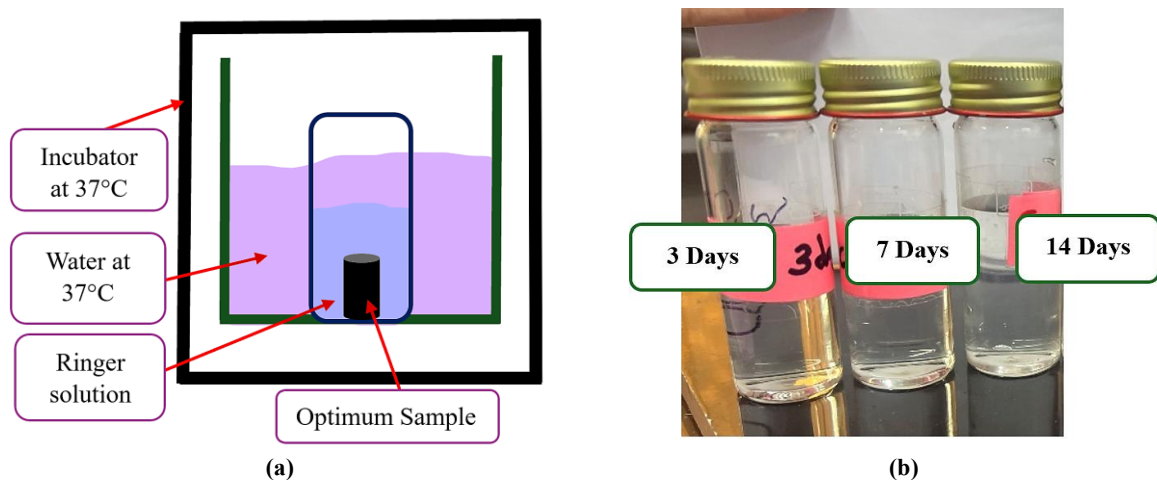 Incubator
at 37°C
Water at
37°C
Ringer
solution
Optimum Sample
(a)
3 Days
7 Days
14 Days
(b)